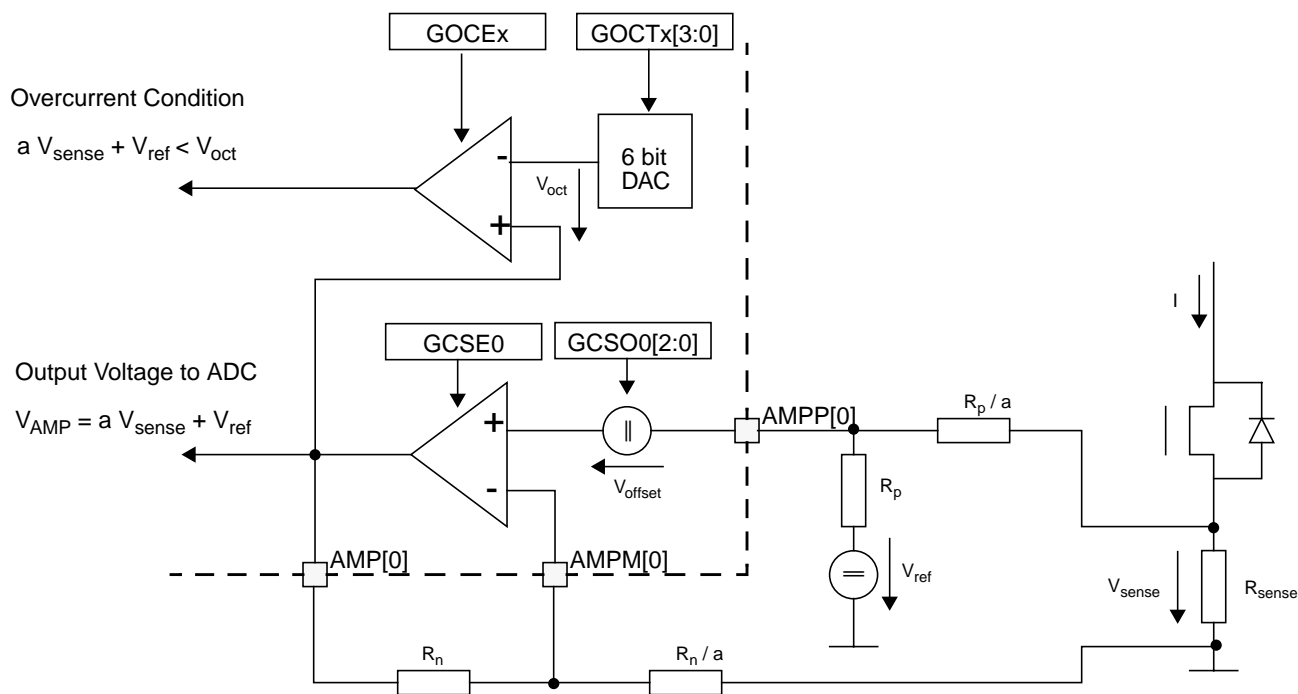 GOCEx
GOCTx[3:0]
Overcurrent Condition
a Vsense + Vref < Voct
-
6 bit
DAC
Voct
+
I
GCSE0
GCSO0[2:0]
Output Voltage to ADC
VAMP = a Vsense + Vref
AMPP[0]
Rp / a
+
=
Voffset
-
Rp
AMP[0]
AMPM[0]
=
Vref
Vsense
Rsense
Rn
Rn / a